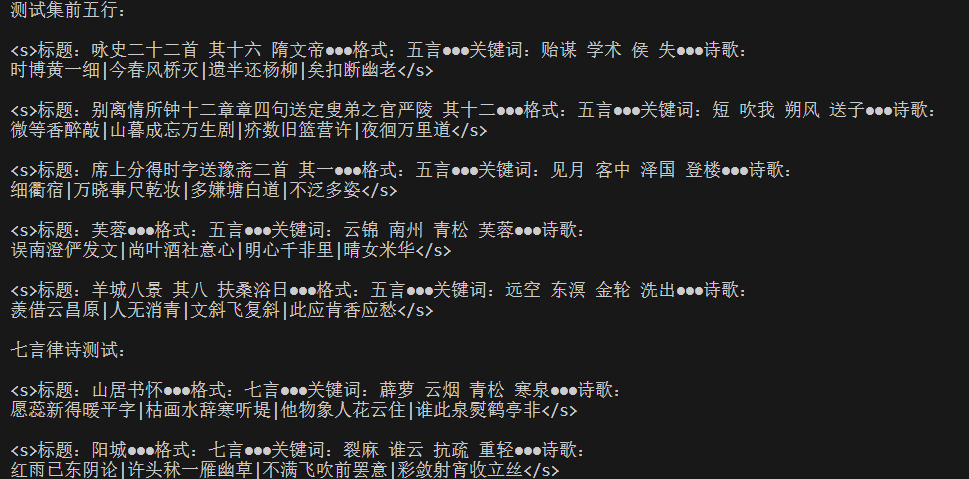 测试集前五行：
<s>标题：咏史二十二首 其十六 隋文帝●●●格式：五言●●●关键词：贻谋 学术 侯 失●●●诗歌：
时博黄一细|今春风桥灭|遗半还杨柳|矣扣断幽老</s>
<s>标题：别离情所钟十二章章四句送定叟弟之官严陵 其十二●●●格式：五言●●●关键词：短 吹我 朔风 送子●●●诗歌：
微等香醉敲|山暮成忘万生剧|疥数旧篮营许|夜徊万里道</s>
<s>标题：席上分得时字送豫斋二首 其一●●●格式：五言●●●关键词：见月 客中 泽国 登楼●●●诗歌：
细衢宿|万晓事尺乾妆|多嫌塘白道|不泛多姿</s>
<s>标题：芙蓉●●●格式：五言●●●关键词：云锦 南州 青松 芙蓉●●●诗歌：
误南澄俨发文|尚叶酒社意心|明心千非里|晴女米华</s>
<s>标题：羊城八景 其八 扶桑浴日●●●格式：五言●●●关键词：远空 东溟 金轮 洗出●●●诗歌：
羡借云昌原|人无消青|文斜飞复斜|此应肯香应愁</s>
七言律诗测试：
<s>标题：山居书怀●●●格式：七言●●●关键词：薜萝 云烟 青松 寒泉●●●诗歌：
愿蕊新得暖平字|枯画水辞寒听堤|他物象人花云住|谁此泉熨鹤亭非</s>
<s>标题：阳城●●●格式：七言●●●关键词：裂麻 谁云 抗疏 重轻●●●诗歌：
红雨已东阴论|许头秫一雁幽草|不满飞吹前罢意|彩敛射宵收立丝</s>